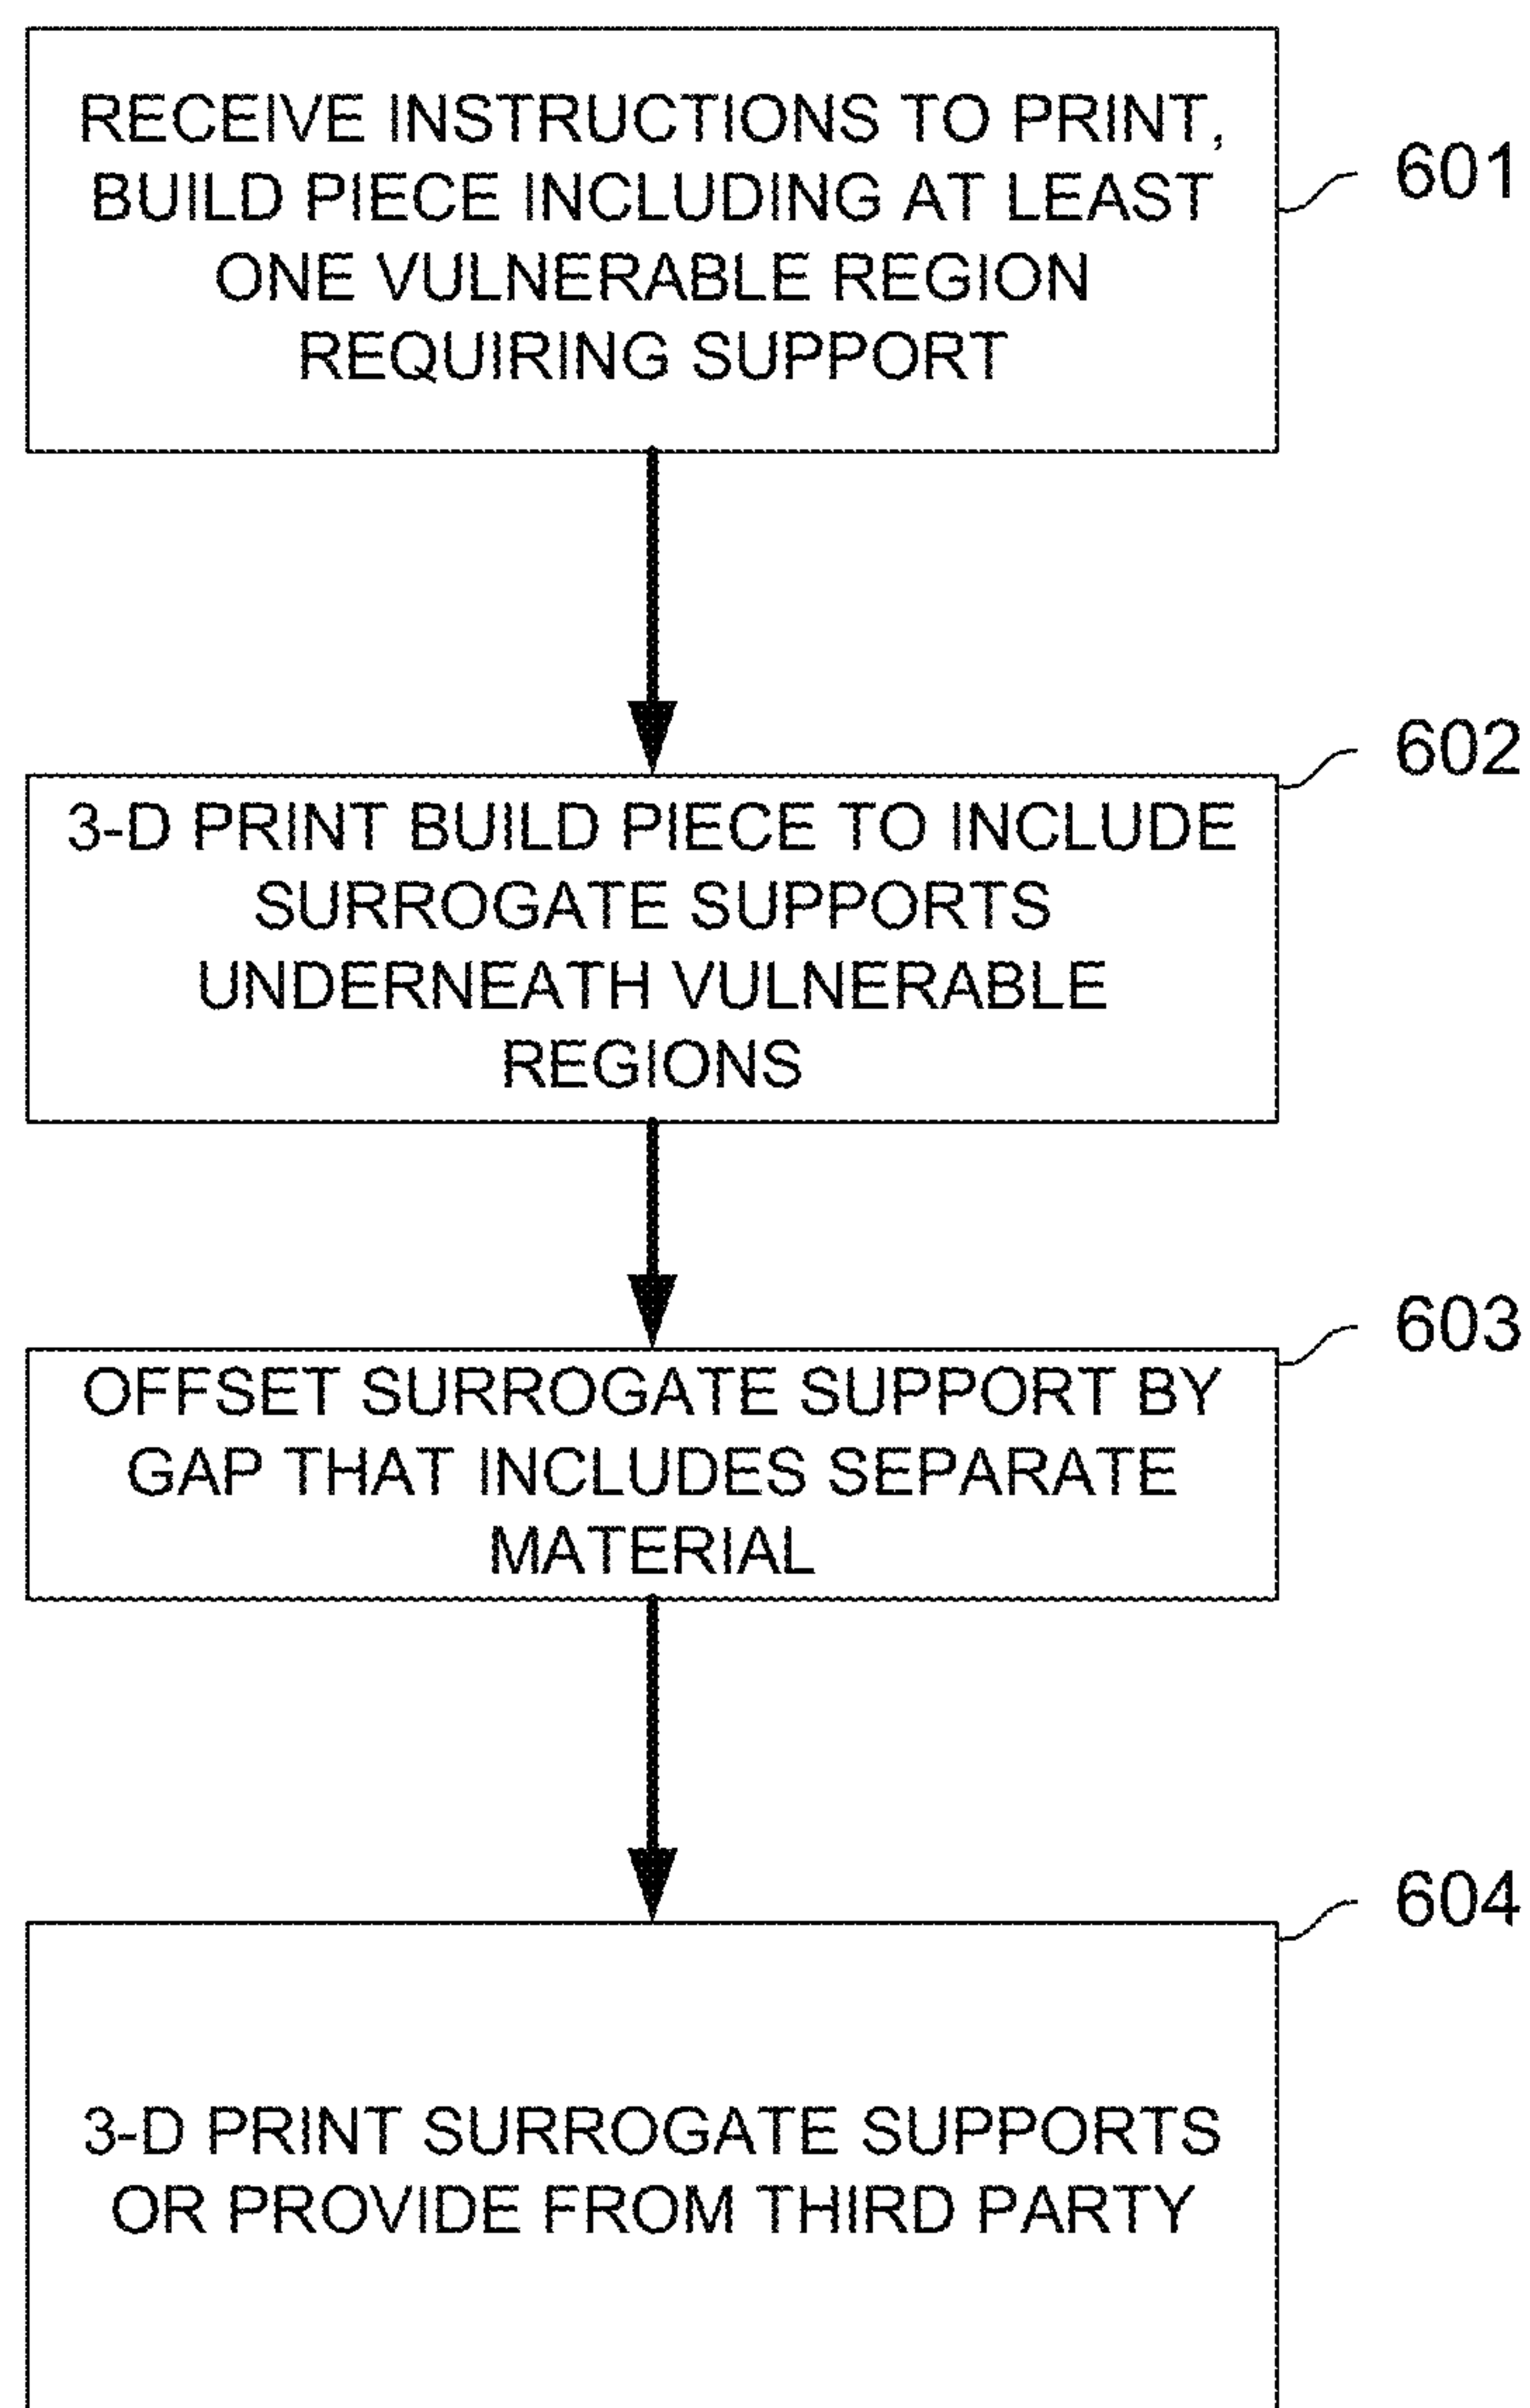 RECEIVE INSTRUCTIONS TO PRINT,
BUILD PIECE INCLUDING AT LEAST
ONE VULNERABLE REGION
REQUIRING SUPPORT
601
3-D PRINT BUILD PIECE TO INCLUDE
SURROGATE SUPPORTS
UNDERNEATH VULNERABLE
REGIONS
602
OFFSET SURROGATE SUPPORT BY
GAP THAT INCLUDES SEPARATE
MATERIAL
603
3-D PRINT SURROGATE SUPPORTS
OR PROVIDE FROM THIRD PARTY
604